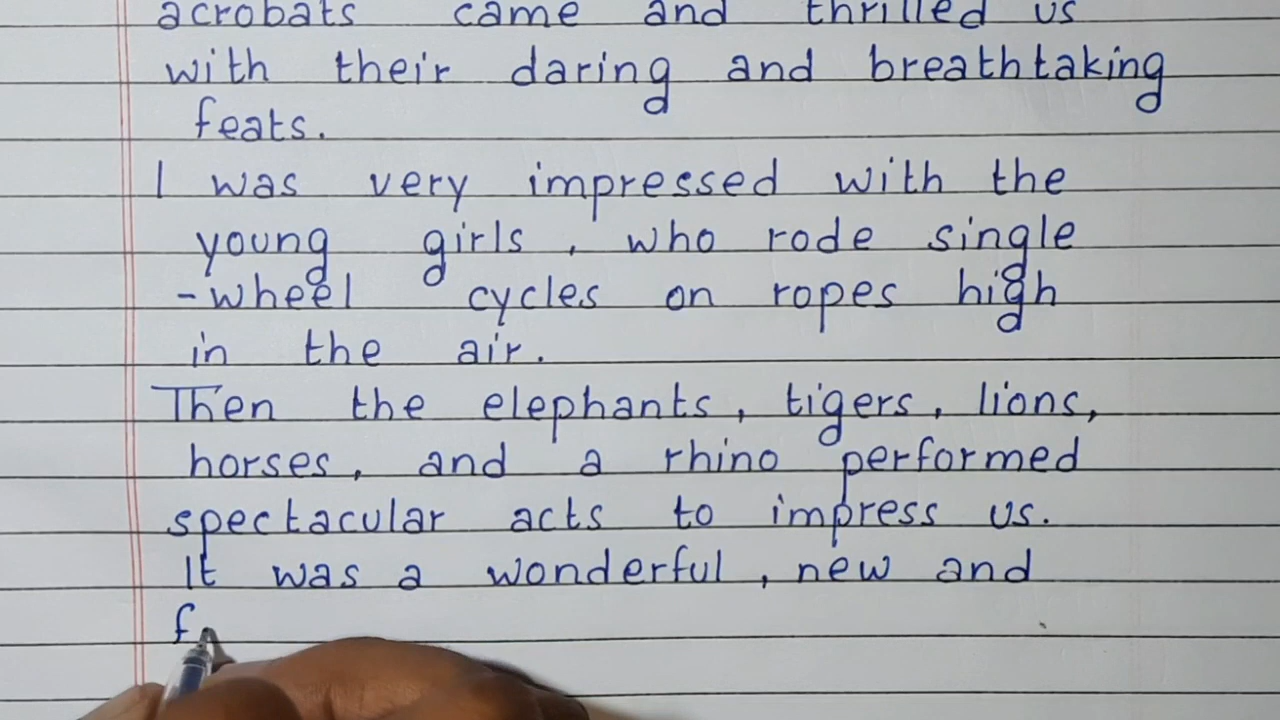 acrobats came and thrilled us
with their daring and breathtaking
feats.
I was very impressed with the
young girls, who rode single
-wheel cycles on ropes high
in the air.
Then the elephants, tigers, lions,
horses, and a rhino performed
spectacular acts to impress us.
It was a wonderful, new and
f